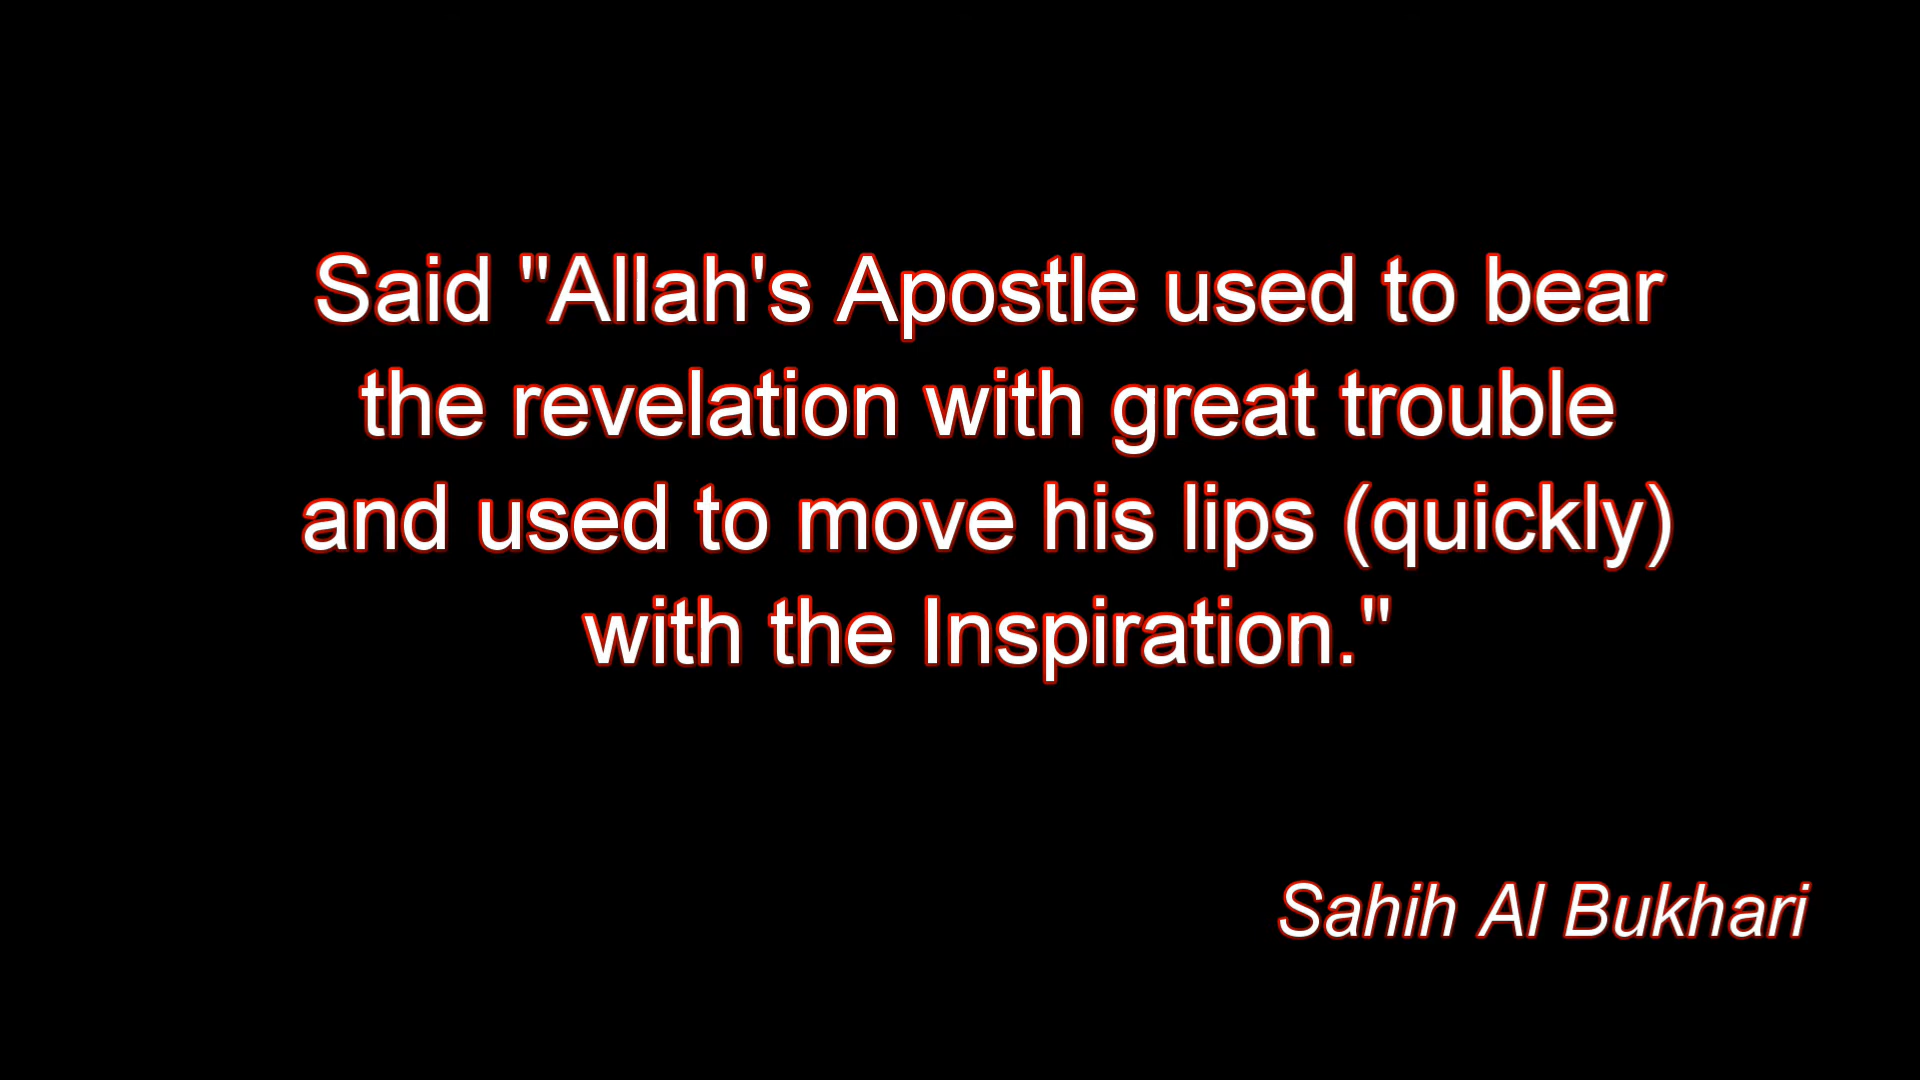 Said "Allah's Apostle used to bear
the revelation with great trouble
and used to move his lips (quickly)
with the Inspiration."
Sahih Al Bukhari